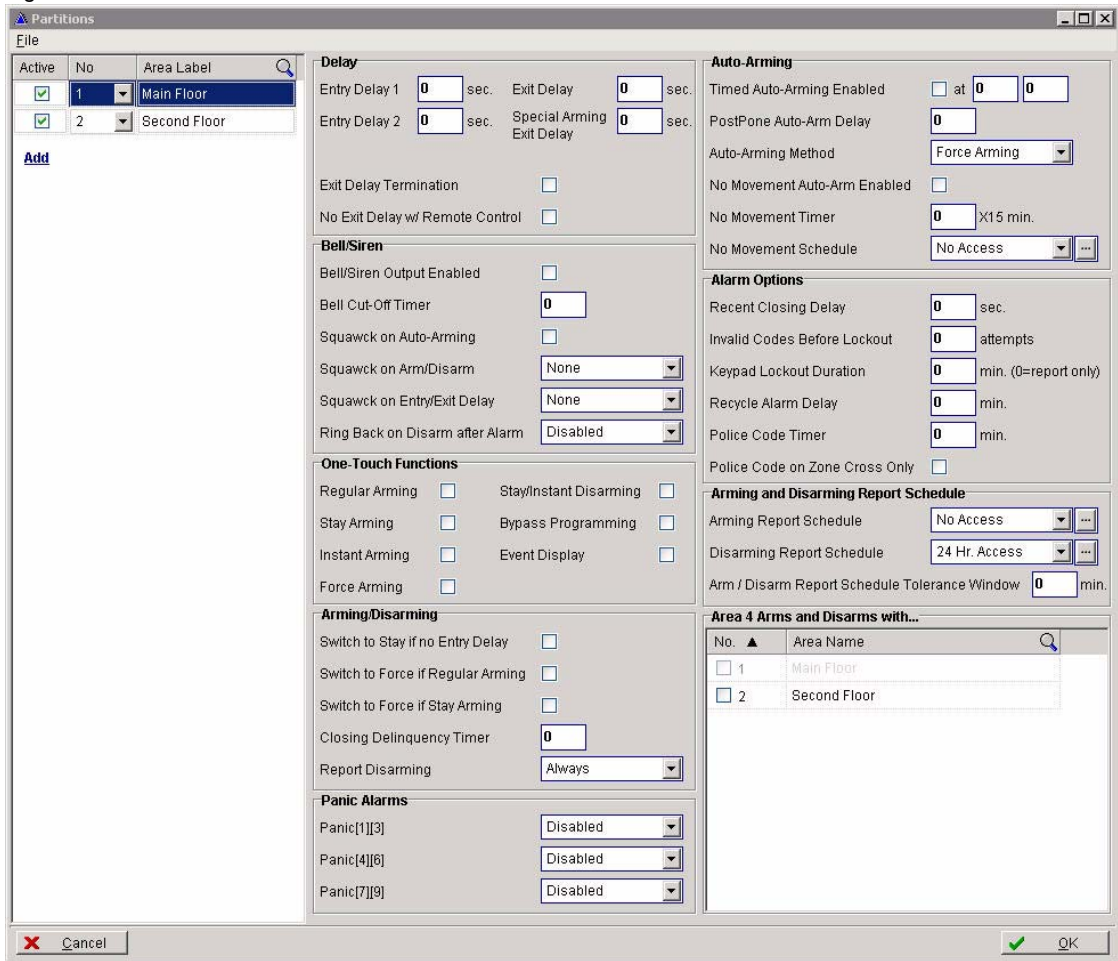 Partitions
File
Active No Area Label
1 Main Floor
2 Second Floor
Add
Delay
Entry Delay 1 0 sec. Exit Delay 0 sec.
Entry Delay 2 0 sec. Special Arming Exit Delay 0 sec.
Exit Delay Termination
No Exit Delay w/ Remote Control
Bell/Siren
Bell/Siren Output Enabled
Bell Cut-Off Timer 0
Squawck on Auto-Arming
Squawck on Arm/Disarm None
Squawck on Entry/Exit Delay None
Ring Back on Disarm after Alarm Disabled
One-Touch Functions
Regular Arming Stay/Instant Disarming
Stay Arming Bypass Programming
Instant Arming Event Display
Force Arming
Arming/Disarming
Switch to Stay if no Entry Delay
Switch to Force if Regular Arming
Switch to Force if Stay Arming
Closing Delinquency Timer 0
Report Disarming Always
Panic Alarms
Panic[1][3] Disabled
Panic[4][6] Disabled
Panic[7][9] Disabled
Auto-Arming
Timed Auto-Arming Enabled at 0 0
PostPone Auto-Arm Delay 0
Auto-Arming Method Force Arming
No Movement Auto-Arm Enabled
No Movement Timer 0 X15 min.
No Movement Schedule No Access ...
Alarm Options
Recent Closing Delay 0 sec.
Invalid Codes Before Lockout 0 attempts
Keypad Lockout Duration 0 min. (0=report only)
Recycle Alarm Delay 0 min.
Police Code Timer 0 min.
Police Code on Zone Cross Only
Arming and Disarming Report Schedule
Arming Report Schedule No Access ...
Disarming Report Schedule 24 Hr. Access ...
Arm / Disarm Report Schedule Tolerance Window 0 min.
Area 4 Arms and Disarms with...
No. Area Name
1 Main Floor
2 Second Floor
Cancel
OK